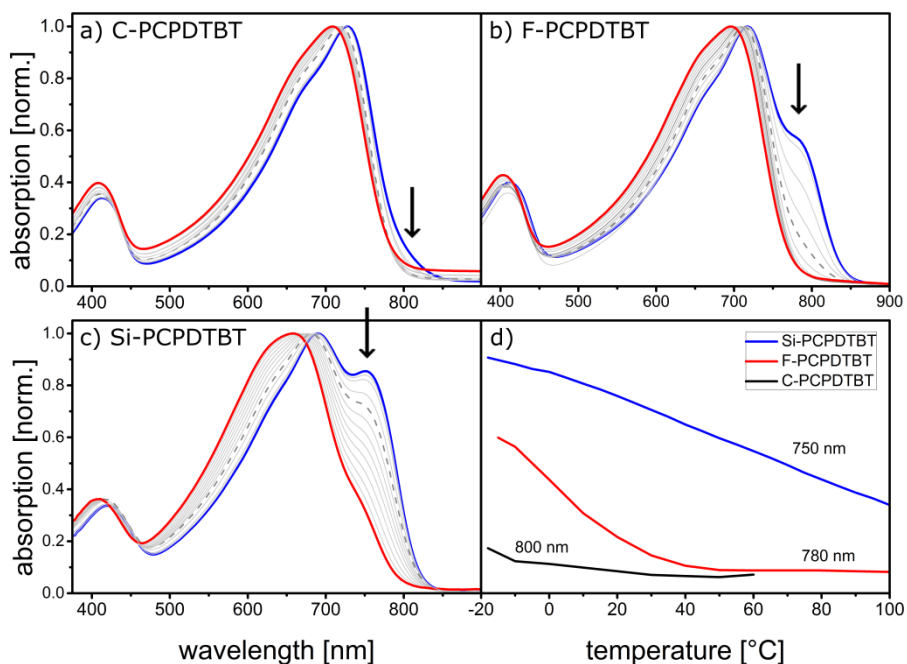 a) C-PCPDTBT
b) F-PCPDTBT
absorption [norm.]
1.0
0.8
0.6
0.4
0.2
0.0
400 500 600 700 800
400 500 600 700 800 900
c) Si-PCPDTBT
d)
Si-PCPDTBT
F-PCPDTBT
C-PCPDTBT
750 nm
800 nm
780 nm
absorption [norm.]
1.0
0.8
0.6
0.4
0.2
0.0
400 500 600 700 800
-20 0 20 40 60 80 100
wavelength [nm]
temperature [°C]